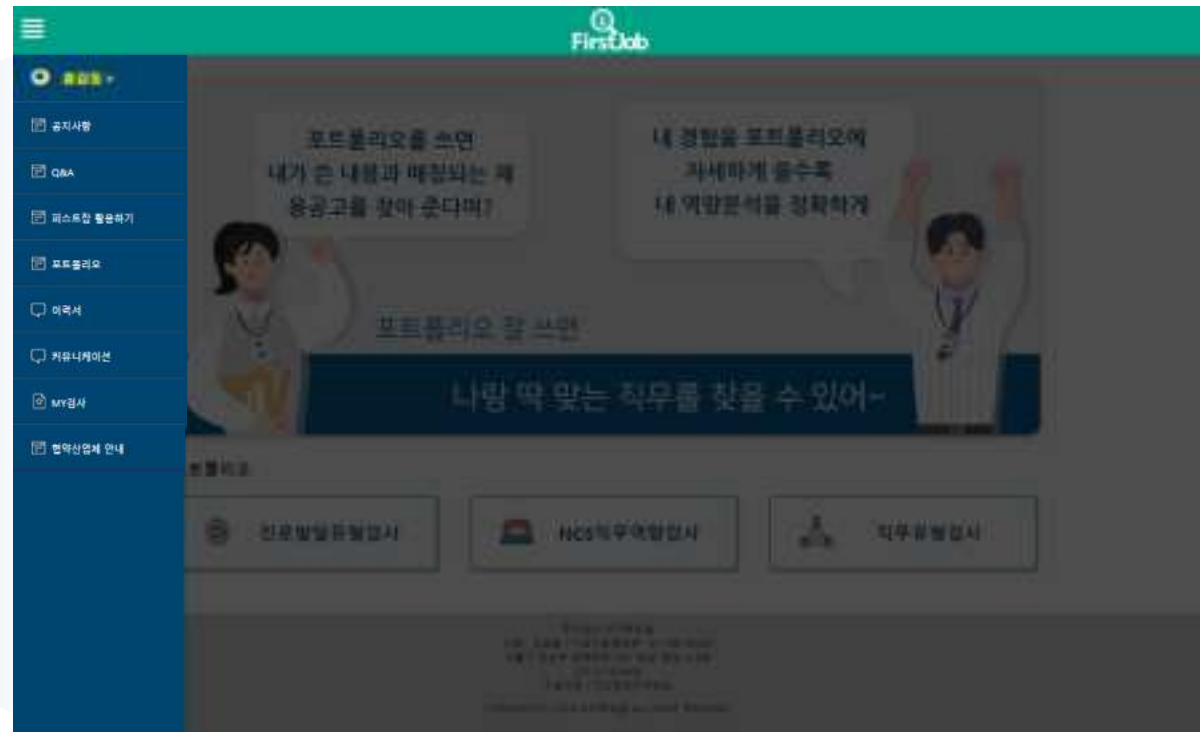 FirstJob
홍길동
공지사항
Q&A
퍼스트잡 활용하기
포트폴리오
이력서
커뮤니케이션
MY검사
협약산업체 안내
포트폴리오를 쓰면
내가 쓴 내용과 매칭되는 채
용공고를 찾아 준다며?
내 경험을 포트폴리오에
자세하게 쓸수록
내 역량분석을 정확하게
포트폴리오 잘 쓰면
나랑 딱 맞는 직무를 찾을 수 있어~
트폴리오
진로발달유형검사
NCS직무역량검사
직무유형검사